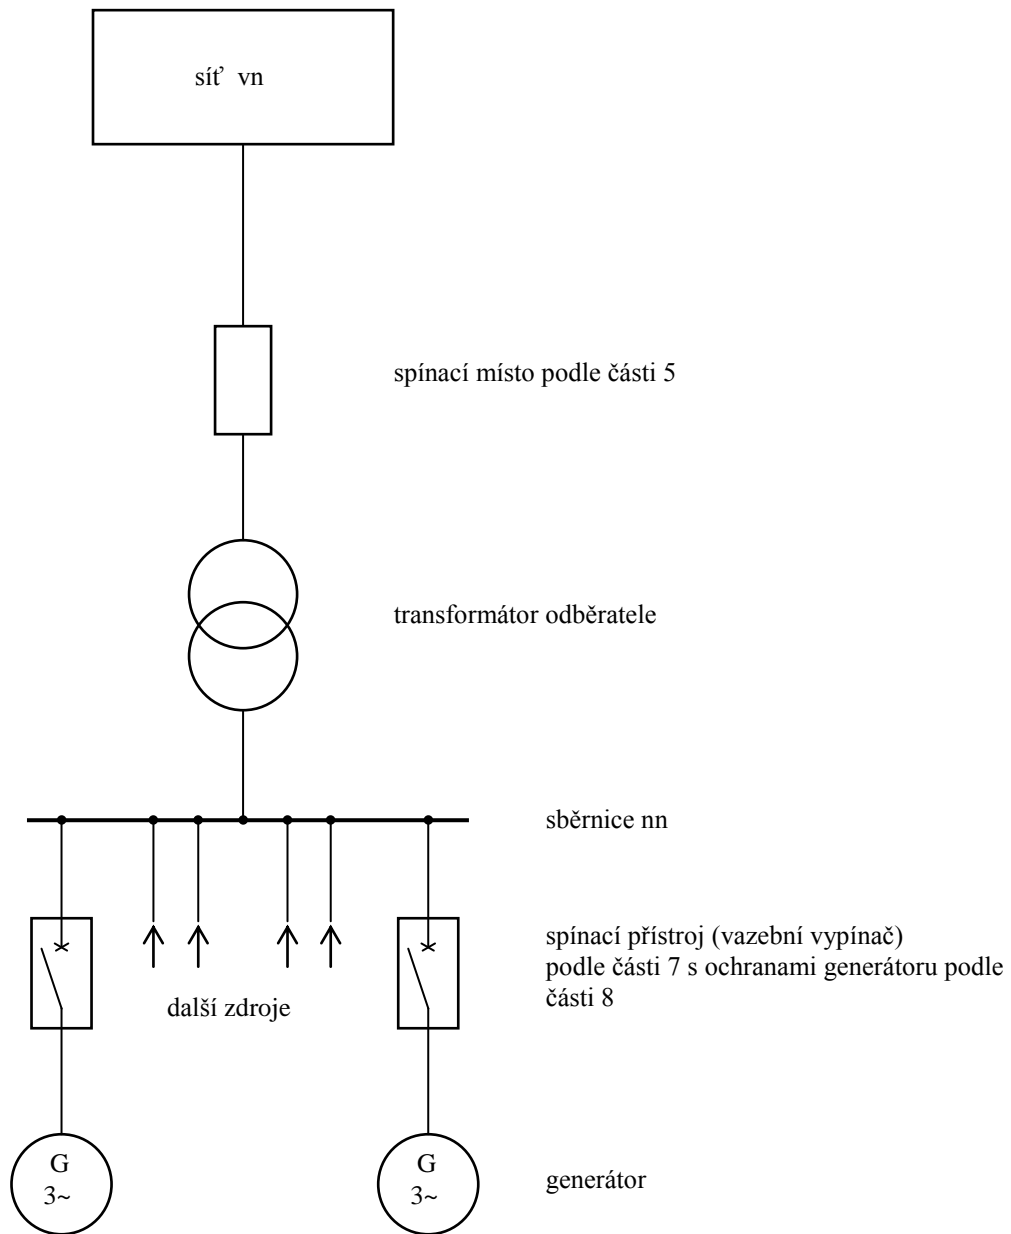 síť vn
spínací místo podle části 5
transformátor odběratele
sběrnice nn
spínací přístroj (vazební vypínač)
podle části 7 s ochranami generátoru podle
části 8
další zdroje
G
3~
G
3~
generátor